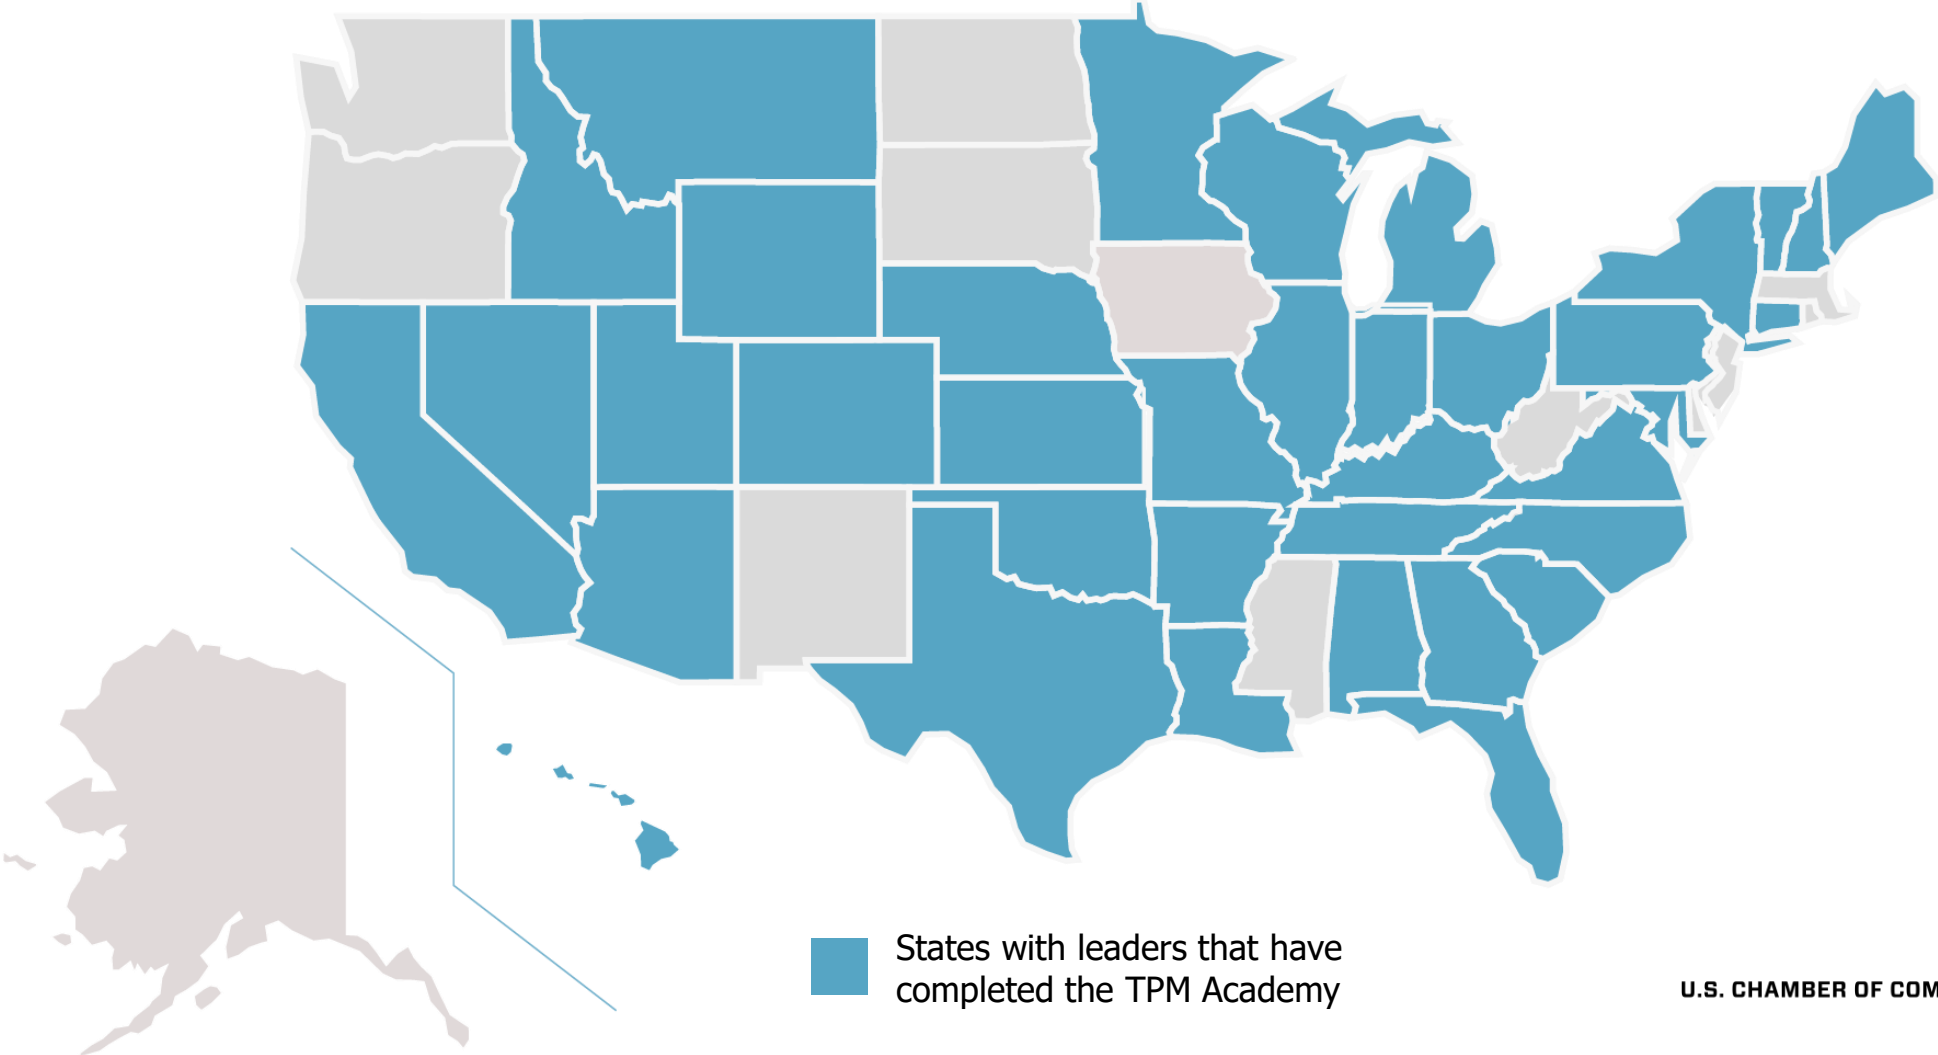 States with leaders that have
completed the TPM Academy
U.S. CHAMBER OF COM